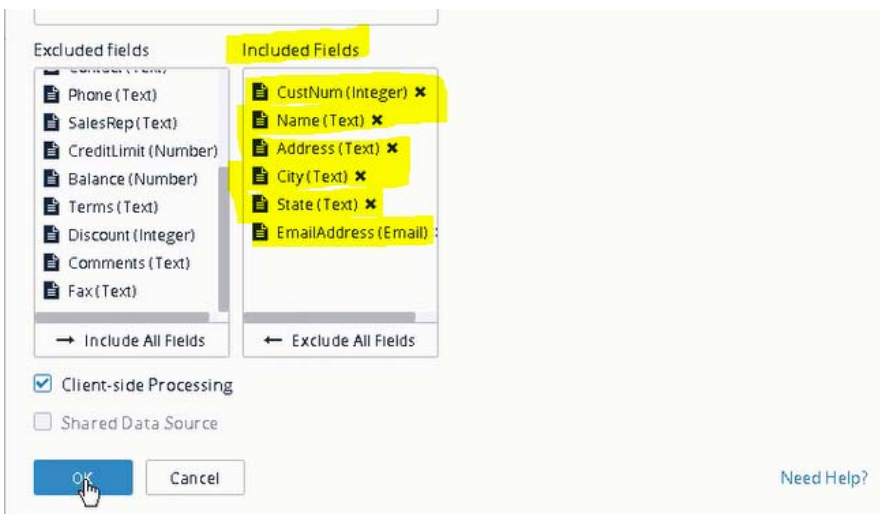 Excluded fields
Included Fields
Phone (Text)
SalesRep (Text)
CreditLimit (Number)
Balance (Number)
Terms (Text)
Discount (Integer)
Comments (Text)
Fax (Text)
→ Include All Fields
CustNum (Integer) ✖
Name (Text) ✖
Address (Text) ✖
City (Text) ✖
State (Text) ✖
EmailAddress (Email)
← Exclude All Fields
Client-side Processing
Shared Data Source
OK
Cancel
Need Help?